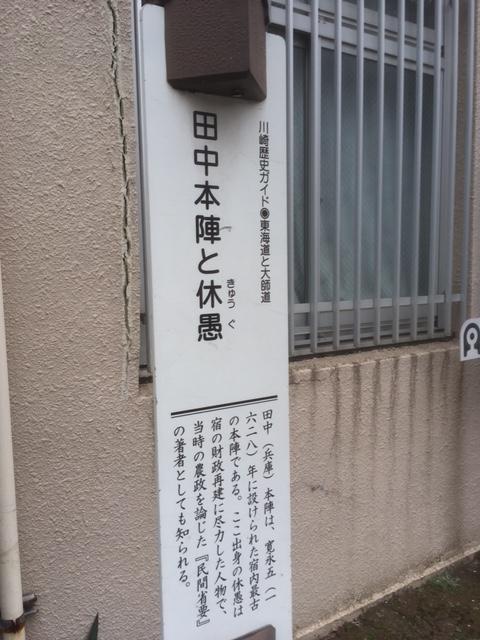 川崎歴史ガイド◉東海道と大師道
田中本陣と休愚
きゅうぐ
田中(兵庫)本陣は、寛永五(一
六二八)年に設けられた宿内最古
の本陣である。ここ出身の休愚は
宿の財政再建に尽力した人物で、
当時の農政を論じた『民間省要』
の著者としても知られる。